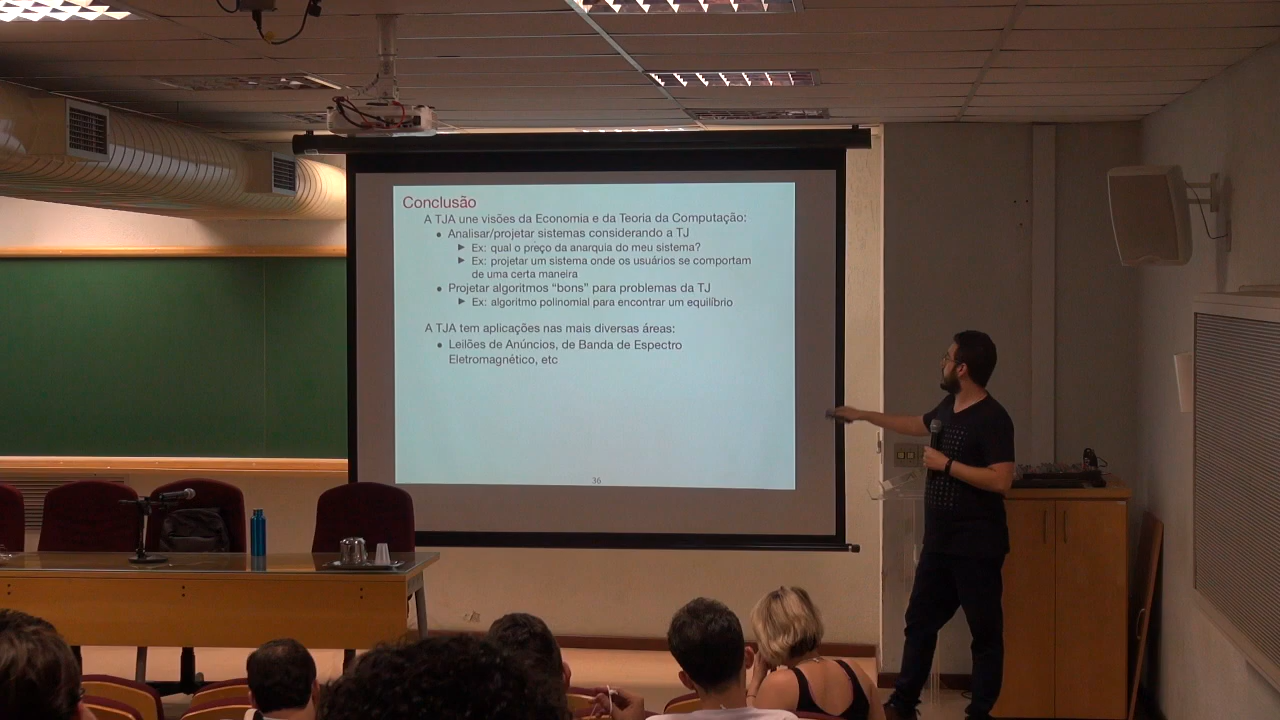 Conclusão
A TJA une visões da Economia e da Teoria da Computação:
• Analisar/projetar sistemas considerando a TJ
► Ex: qual o preço da anarquia do meu sistema?
► Ex: projetar um sistema onde os usuários se comportam
de uma certa maneira
• Projetar algoritmos “bons” para problemas da TJ
► Ex: algoritmo polinomial para encontrar um equilíbrio
A TJA tem aplicações nas mais diversas áreas:
• Leilões de Anúncios, de Banda de Espectro
Eletromagnético, etc
36